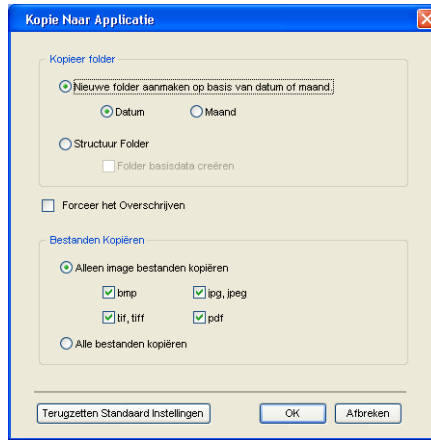 Kopie Naar Applicatie
Kopieer folder
Nieuwe folder aanmaken op basis van datum of maand.
Datum Maand
Structuur Folder
Folder basisdata creëren
Forceer het Overschrijven
Bestanden Kopiëren
Alleen image bestanden kopiëren
bmp jpg, jpeg
tif, tiff pdf
Alle bestanden kopiëren
Terugzetten Standaard Instellingen OK Afbreken